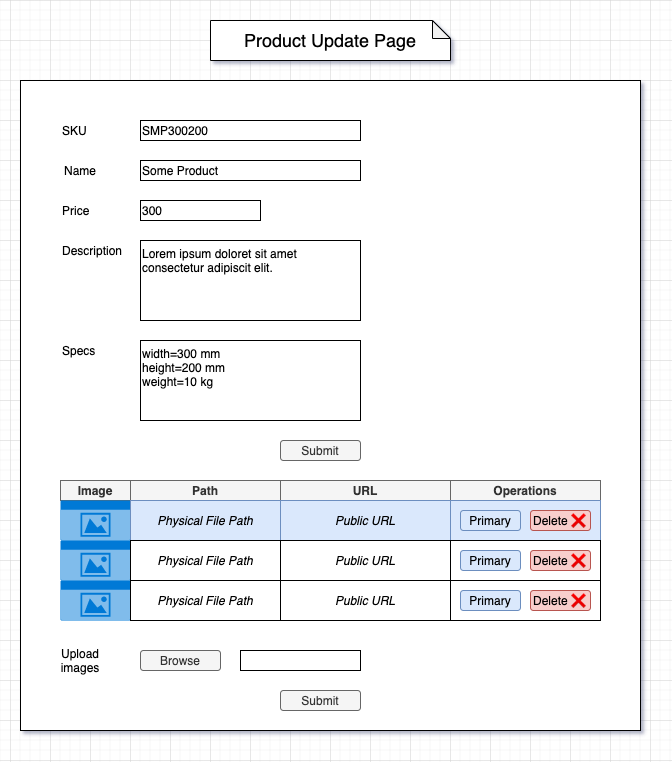 Product Update Page
SKU
SMP300200
Name
Some Product
Price
300
Description
Lorem ipsum doloret sit amet
consectetur adipiscit elit.
Specs
width=300 mm
height=200 mm
weight=10 kg
Submit
Image Path URL Operations
Physical File Path Public URL Primary Delete
Physical File Path Public URL Primary Delete
Physical File Path Public URL Primary Delete
Upload
images
Browse
Submit